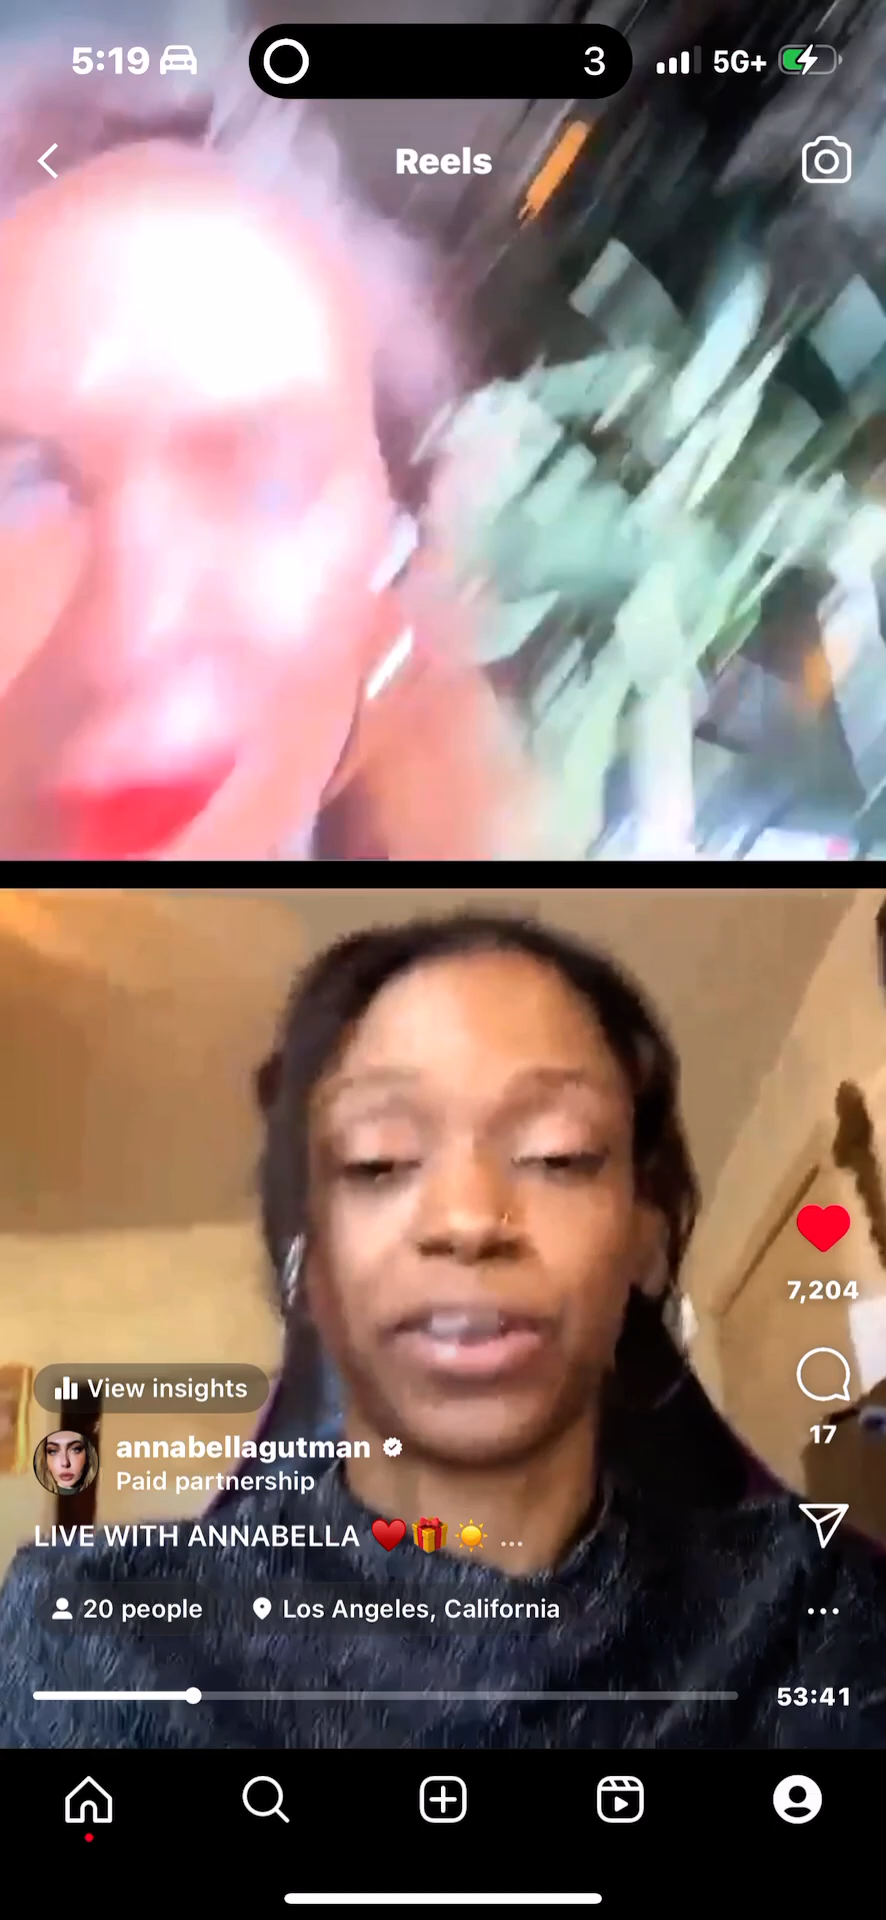 5:19
3
5G+
Reels
7,204
View insights
17
annabellagutman
Paid partnership
LIVE WITH ANNABELLA ❤️🎁☀️ ...
20 people
Los Angeles, California
53:41